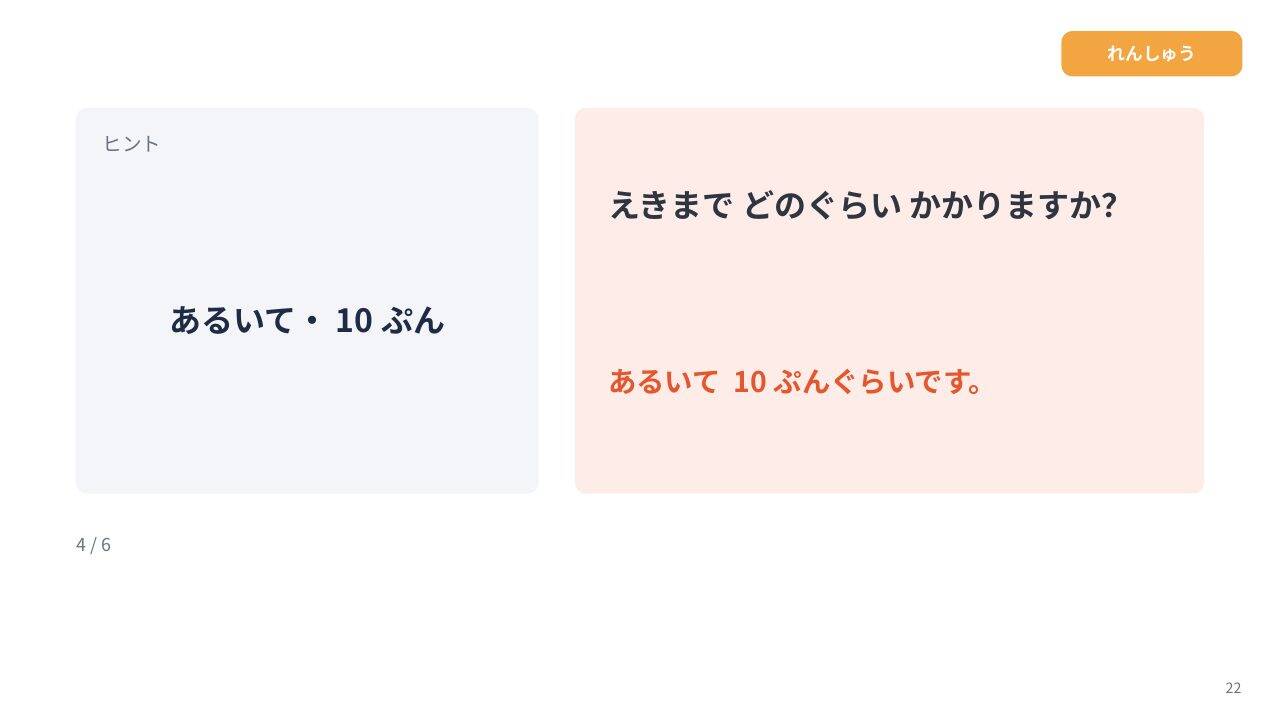 れんしゅう
ヒント
あるいて・ 10 ぷん
えきまで どのぐらい かかりますか?
あるいて 10 ぷんぐらいです。
4 / 6
22